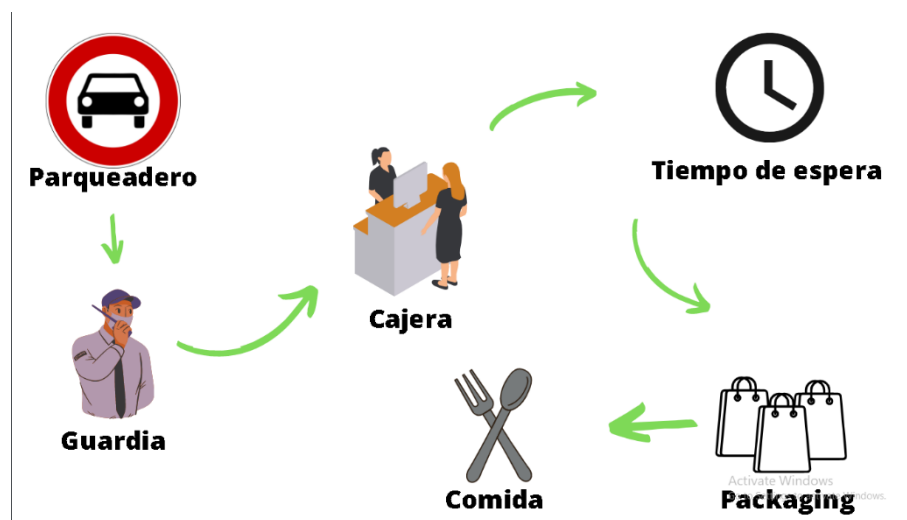 Parqueadero
Guardia
Cajera
Tiempo de espera
Activate Windows
Packaging
Comida